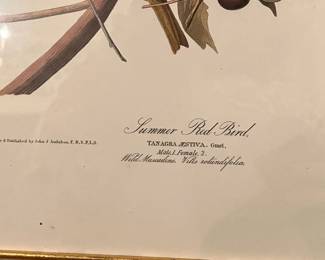 & Published by John J. Audubon, F.R.S.F.L.S.
Summer Red Bird,
TANAGRA ÆSTIVA. Gmel.
Male,1. Female, 2.
Wild Muscadine. Vitis rotundifolia.